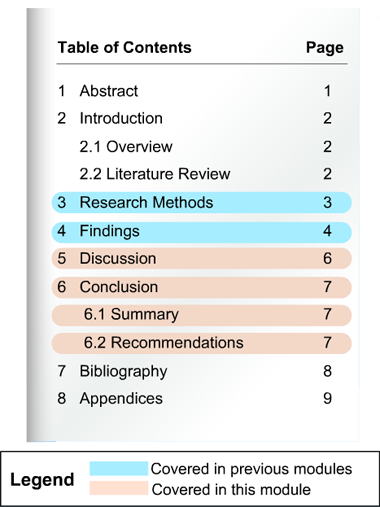 Table of Contents Page
1 Abstract 1
2 Introduction 2
2.1 Overview 2
2.2 Literature Review 2
3 Research Methods 3
4 Findings 4
5 Discussion 6
6 Conclusion 7
6.1 Summary 7
6.2 Recommendations 7
7 Bibliography 8
8 Appendices 9
Legend
Covered in previous modules
Covered in this module